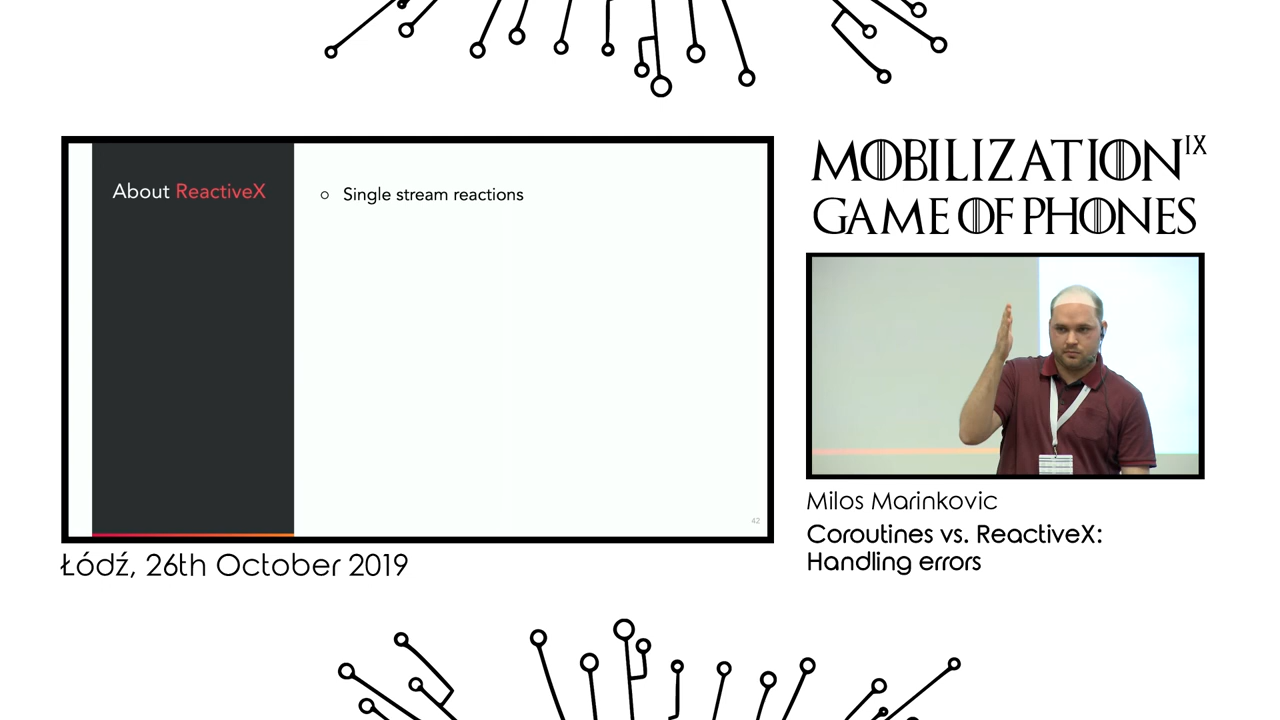 About ReactiveX
○ Single stream reactions
42
Łódź, 26th October 2019
MOBILIZATION IX
GAME OF PHONES
Milos Marinkovic
Coroutines vs. ReactiveX:
Handling errors